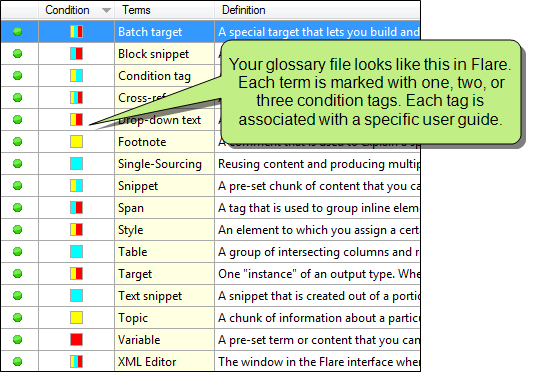 Condition Terms Definition
Batch target A special target that lets you build and
Block snippet A
Condition tag A
Cross-ref
Drop-down text A
Your glossary file looks like this in Flare.
Each term is marked with one, two, or
three condition tags. Each tag is
associated with a specific user guide.
Footnote A comment that is used to explain a sp
Single-Sourcing Reusing content and producing multip
Snippet A pre-set chunk of content that you ca
Span A tag that is used to group inline elem
Style An element to which you assign a cert
Table A group of intersecting columns and r
Target One "instance" of an output type. Whe
Text snippet A snippet that is created out of a portic
Topic A chunk of information about a particu
Variable A pre-set term or content that you can
XML Editor The window in the Flare interface wher